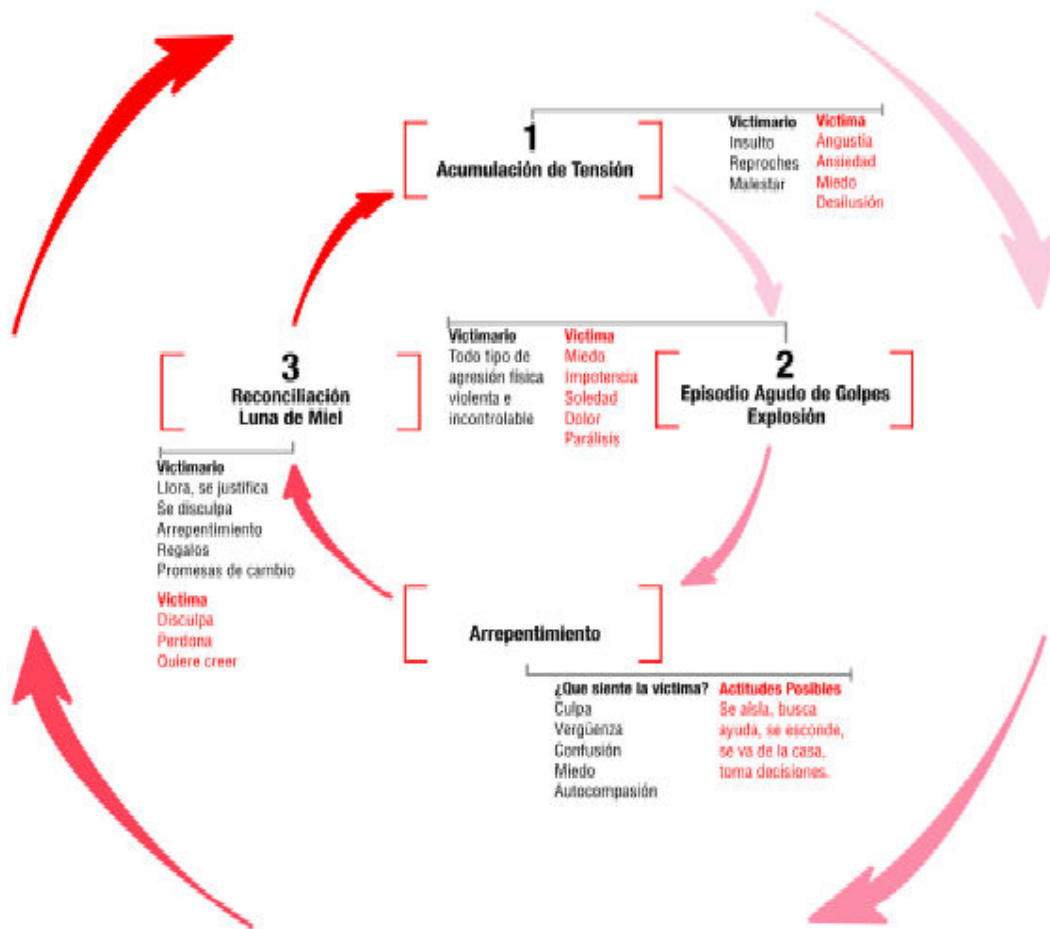 1
Acumulación de Tensión
Victimario
Insulto
Reproches
Malestar
Victima
Angustia
Ansiedad
Miedo
Desilusión
2
Episodio Agudo de Golpes
Explosión
Victimario
Todo tipo de
agresión física
violenta e
incontrolable
Victima
Miedo
Impotencia
Soledad
Dolor
Parálisis
Arrepentimiento
¿Que siente la victima?
Culpa
Vergüenza
Confusión
Miedo
Autocompasión
Actitudes Posibles
Se aisla, busca
ayuda, se esconde,
se va de la casa,
toma decisiones.
3
Reconciliación
Luna de Miel
Victimario
Llora, se justifica
Se disculpa
Arrepentimiento
Regalos
Promesas de cambio
Victima
Disculpa
Perdona
Quiere creer